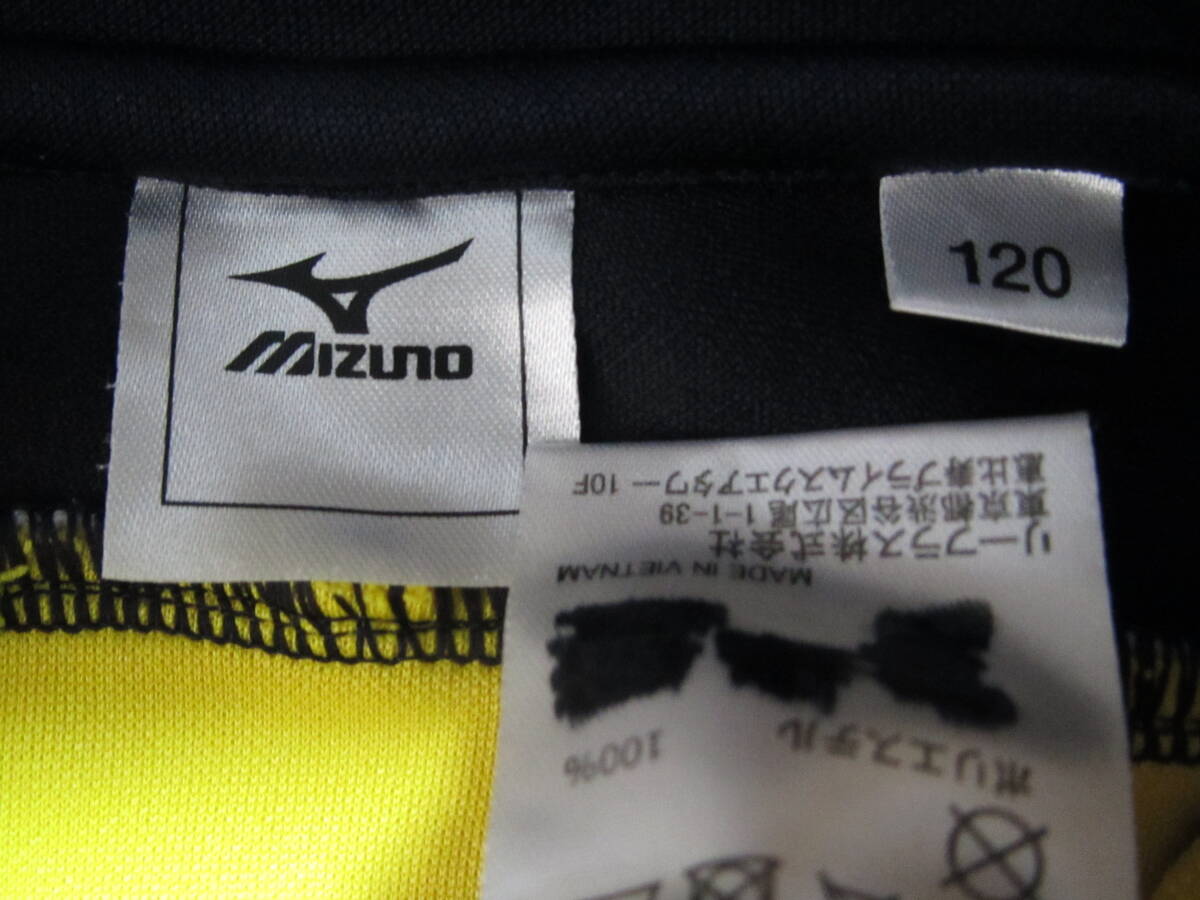 MIZUNO
120
ポリエステル 100%
MADE IN VIETNAM
リーフラス株式会社
東京都渋谷区広尾 1-1-39
恵比寿プライムスクエアタワー 10F